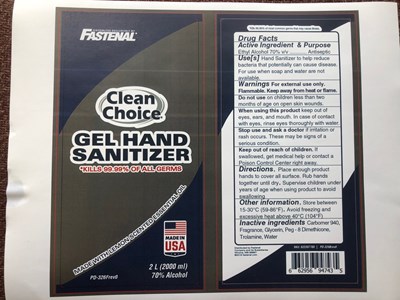 FASTENAL
Clean
Choice
GEL HAND
SANITIZER
*KILLS 99.99% OF ALL GERMS
MADE WITH LEMON SCENTED ESSENTIAL OIL
MADE IN
USA
2 L (2000 ml)
70% Alcohol
PD-326Prev0
Drug Facts
Active Ingredient & Purpose
Ethyl Alcohol 70% v/v Antiseptic
Use[s] Hand Sanitizer to help reduce
bacteria that potentially can cause disease.
For use when soap and water are not
available.
Warnings For external use only.
Flammable. Keep away from heat or flame.
Do not use on children less than two
months of age on open skin wounds.
When using this product keep out of
eyes, ears, and mouth. In case of contact
with eyes, rinse eyes thoroughly with water.
Stop use and ask a doctor if irritation or
rash occurs. These may be signs of a
serious condition.
Keep out of reach of children. If
swallowed, get medical help or contact a
Poison Control Center right away.
Directions. Place enough product
hands to cover all surface. Rub hands
together until dry. Supervise children under
years of age when using product to avoid
swallowing.
Other information. Store between
15-30°C (59-86°F). Avoid freezing and
excessive heat above 40°C (104°F)
Inactive ingredients Carbomer 940,
Fragrance, Glycerin, Peg - 8 Dimethicone,
Trolamine, Water
6 62956 94743 5